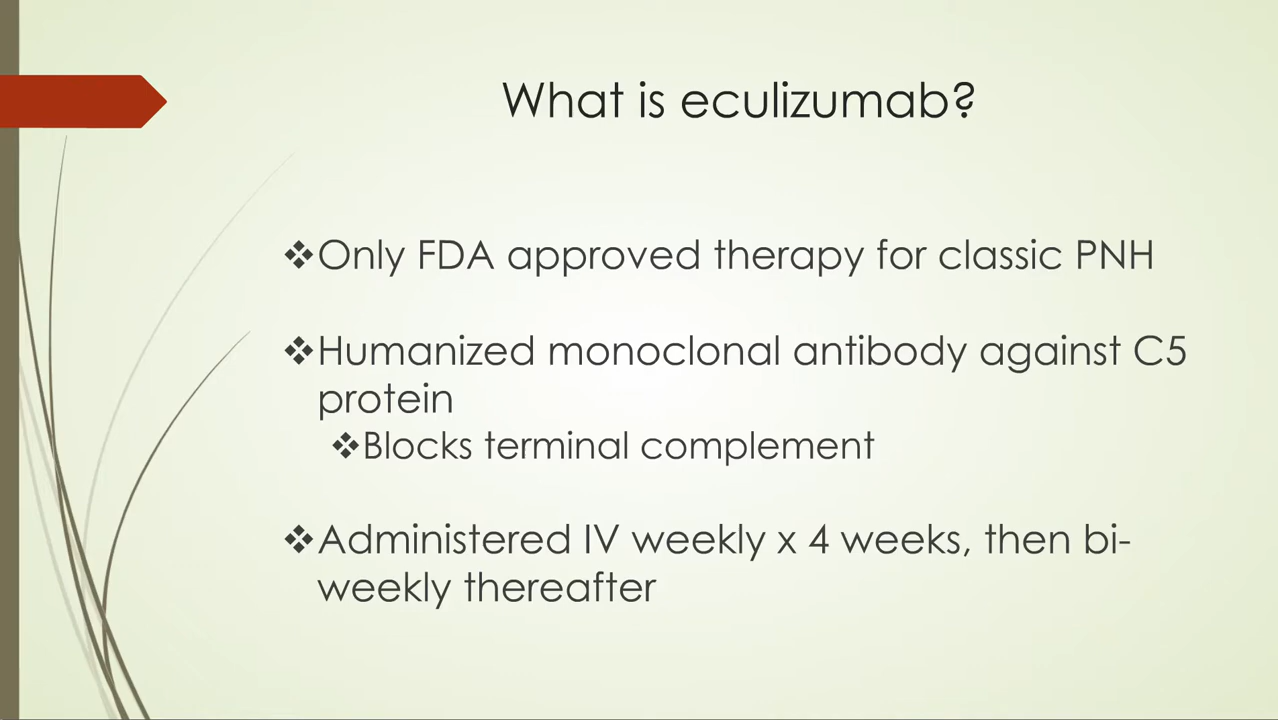 What is eculizumab?
❖Only FDA approved therapy for classic PNH
❖Humanized monoclonal antibody against C5
protein
❖Blocks terminal complement
❖Administered IV weekly x 4 weeks, then bi-
weekly thereafter